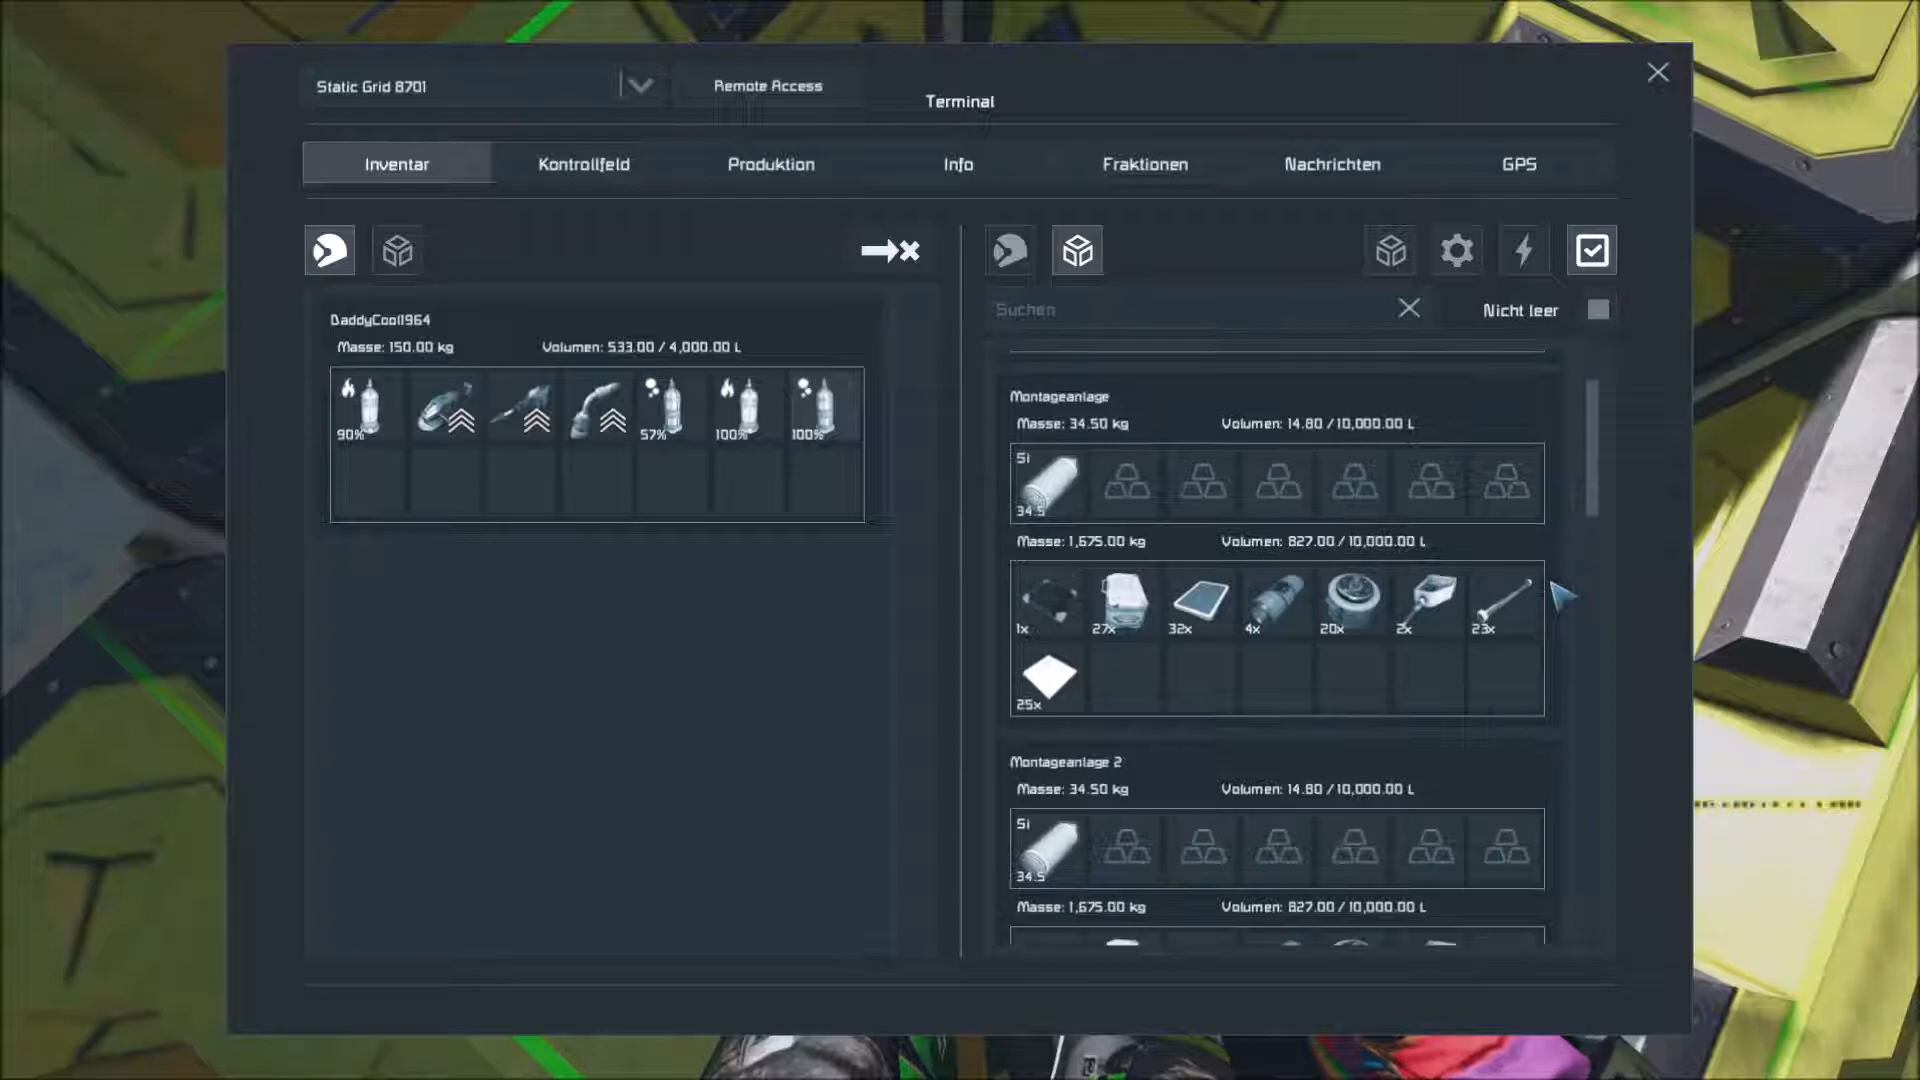 Static Grid 8701
Remote Access
Terminal
Inventar
Kontrollfeld
Produktion
Info
Fraktionen
Nachrichten
GPS
Suchen
Nicht leer
DaddyCool1964
Masse: 150.00 kg
Volumen: 533.00 / 4,000.00 L
90%
57%
100%
100%
Montageanlage
Masse: 34.50 kg
Volumen: 14.80 / 10,000.00 L
Si
34.5
Masse: 1,675.00 kg
Volumen: 827.00 / 10,000.00 L
1x
27x
32x
4x
20x
2x
23x
25x
Montageanlage 2
Masse: 34.50 kg
Volumen: 14.80 / 10,000.00 L
Si
34.5
Masse: 1,675.00 kg
Volumen: 827.00 / 10,000.00 L